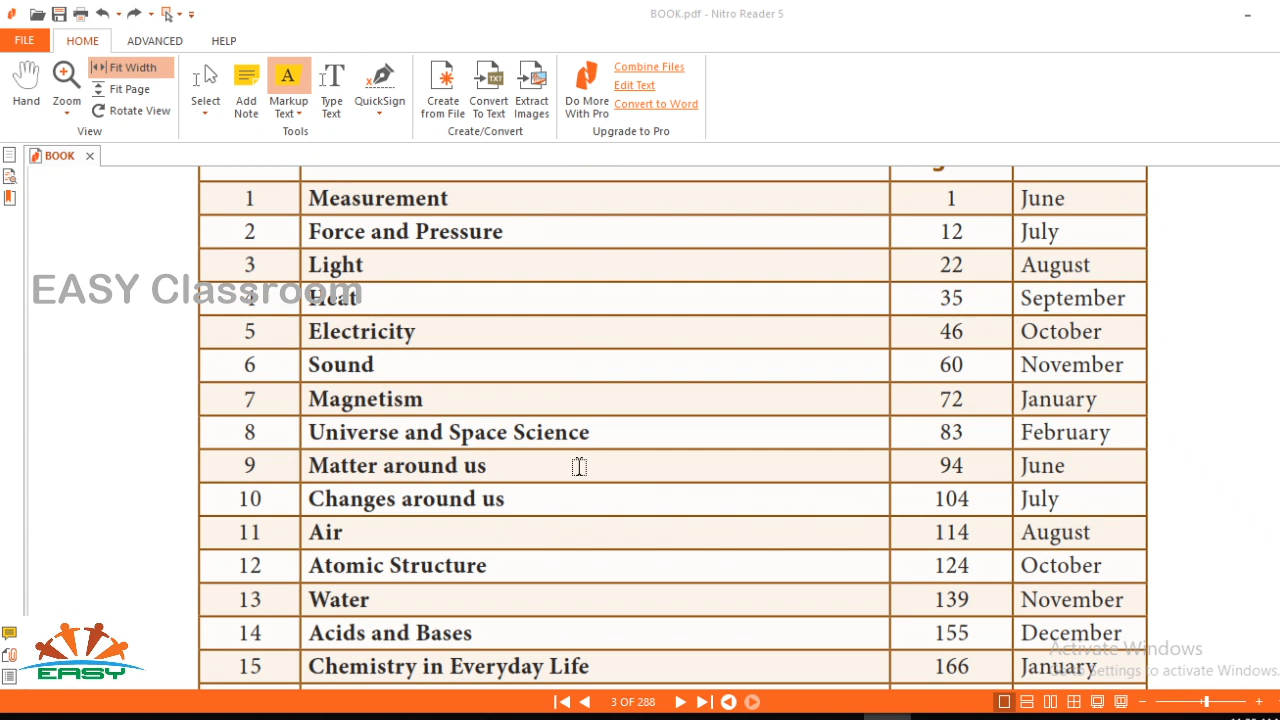 BOOK.pdf - Nitro Reader 5
FILE HOME ADVANCED HELP
Hand
Zoom
Fit Width
Fit Page
Rotate View
View
Select
Add Note
Markup Text
Type Text
QuickSign
Tools
Create from File
Convert To Text
Extract Images
Create/Convert
Do More With Pro
Combine Files
Edit Text
Convert to Word
Upgrade to Pro
BOOK
1 Measurement 1 June
2 Force and Pressure 12 July
3 Light 22 August
EASY Classroom
4 Heat 35 September
5 Electricity 46 October
6 Sound 60 November
7 Magnetism 72 January
8 Universe and Space Science 83 February
9 Matter around us 94 June
10 Changes around us 104 July
11 Air 114 August
12 Atomic Structure 124 October
13 Water 139 November
14 Acids and Bases 155 December
15 Chemistry in Everyday Life 166 January
Activate Windows
Go to Settings to activate Windows.
EASY
3 OF 288